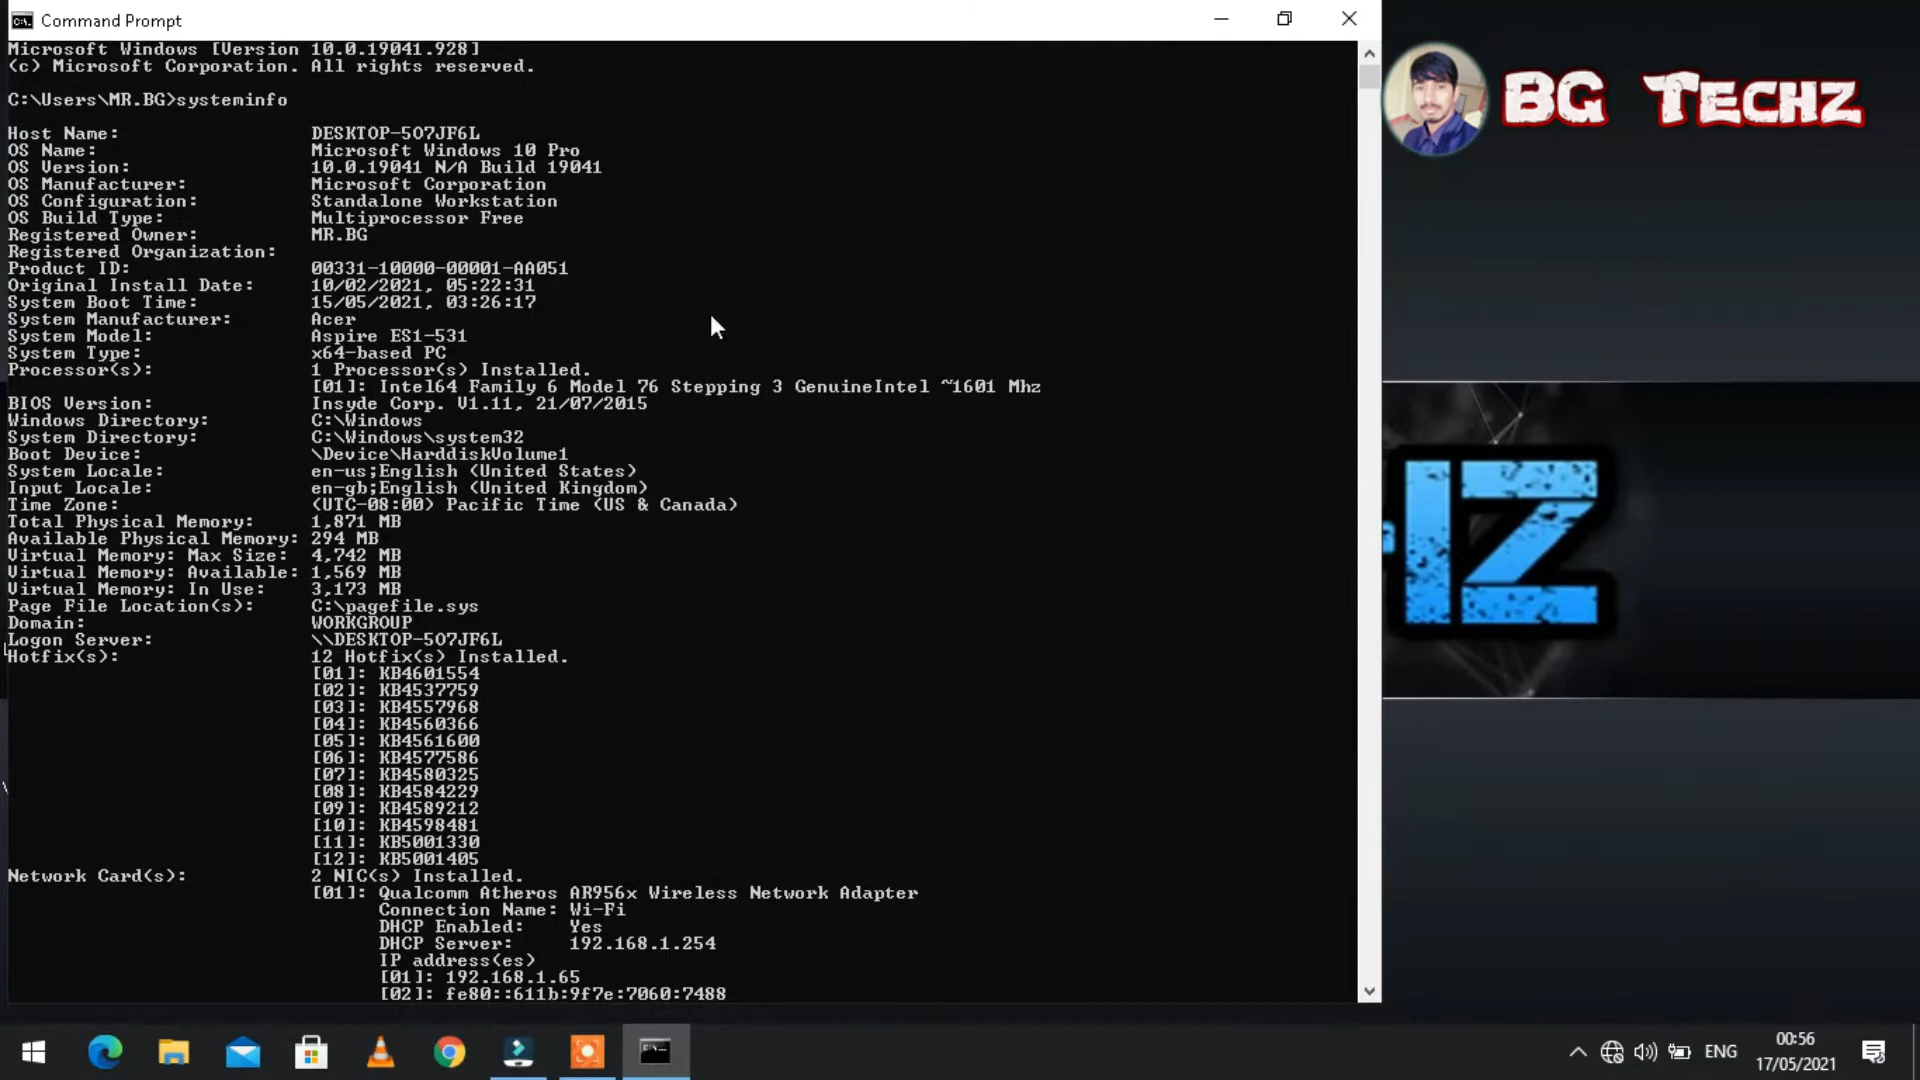 Command Prompt
Microsoft Windows [Version 10.0.19041.928]
(c) Microsoft Corporation. All rights reserved.
C:\Users\MR.BG>systeminfo
Host Name: DESKTOP-507JF6L
OS Name: Microsoft Windows 10 Pro
OS Version: 10.0.19041 N/A Build 19041
OS Manufacturer: Microsoft Corporation
OS Configuration: Standalone Workstation
OS Build Type: Multiprocessor Free
Registered Owner: MR.BG
Registered Organization:
Product ID: 00331-10000-00001-AA051
Original Install Date: 10/02/2021, 05:22:31
System Boot Time: 15/05/2021, 03:26:17
System Manufacturer: Acer
System Model: Aspire ES1-531
System Type: x64-based PC
Processor(s): 1 Processor(s) Installed.
[01]: Intel64 Family 6 Model 76 Stepping 3 GenuineIntel ~1601 Mhz
BIOS Version: Insyde Corp. V1.11, 21/07/2015
Windows Directory: C:\Windows
System Directory: C:\Windows\system32
Boot Device: \Device\HarddiskVolume1
System Locale: en-us;English (United States)
Input Locale: en-gb;English (United Kingdom)
Time Zone: (UTC-08:00) Pacific Time (US & Canada)
Total Physical Memory: 1,871 MB
Available Physical Memory: 294 MB
Virtual Memory: Max Size: 4,742 MB
Virtual Memory: Available: 1,569 MB
Virtual Memory: In Use: 3,173 MB
Page File Location(s): C:\pagefile.sys
Domain: WORKGROUP
Logon Server: \\DESKTOP-507JF6L
Hotfix(s): 12 Hotfix(s) Installed.
[01]: KB4601554
[02]: KB4537759
[03]: KB4557968
[04]: KB4560366
[05]: KB4561600
[06]: KB4577586
[07]: KB4580325
[08]: KB4584229
[09]: KB4589212
[10]: KB4598481
[11]: KB5001330
[12]: KB5001405
Network Card(s): 2 NIC(s) Installed.
[01]: Qualcomm Atheros AR956x Wireless Network Adapter
Connection Name: Wi-Fi
DHCP Enabled: Yes
DHCP Server: 192.168.1.254
IP address(es)
[01]: 192.168.1.65
[02]: fe80::611b:9f7e:7060:7488
BG Techz
HZ
ENG
00:56
17/05/2021